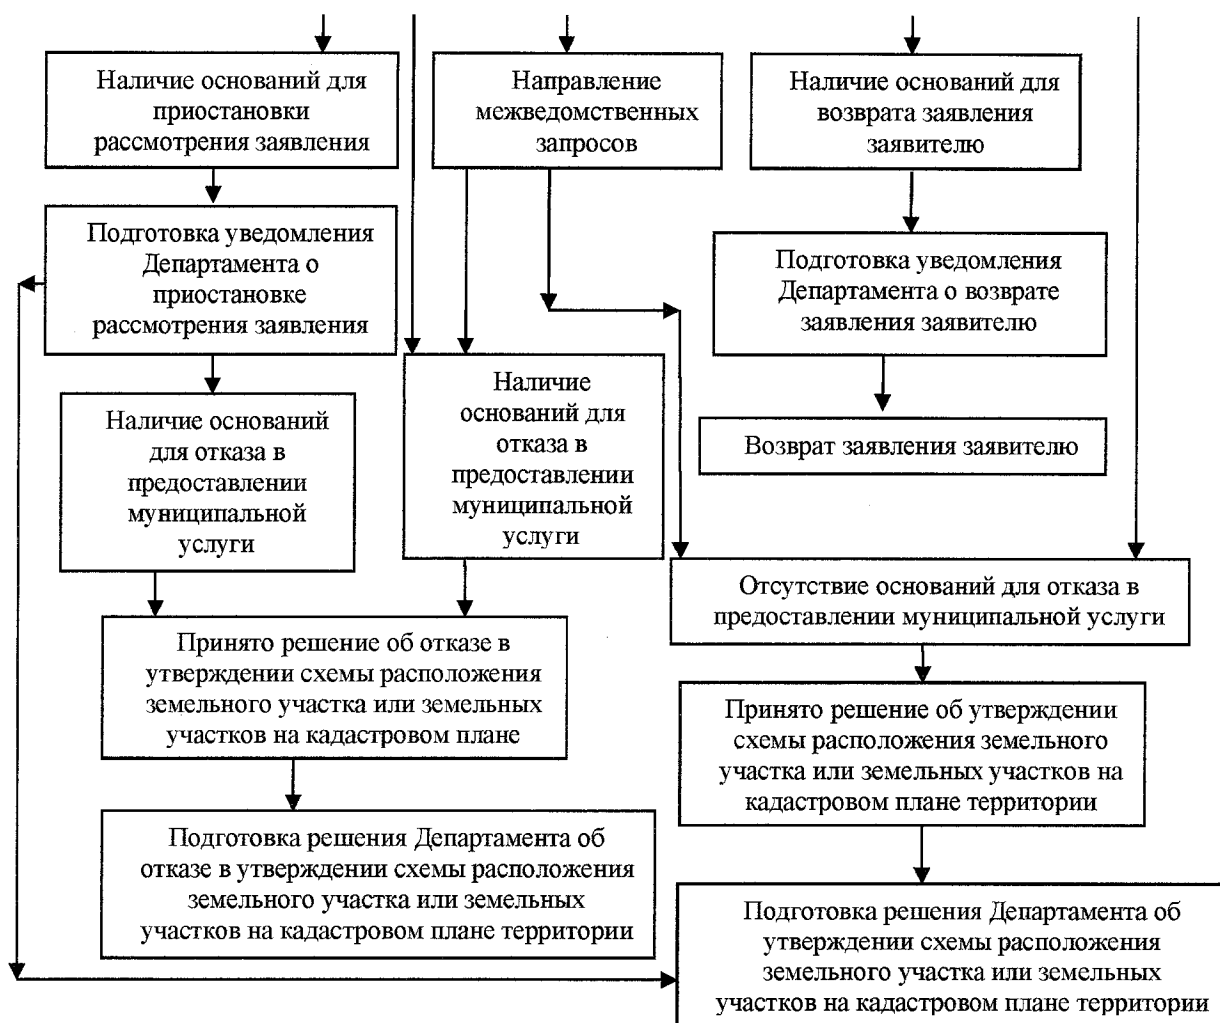 Наличие оснований для
приостановки
рассмотрения заявления
Направление
межведомственных
запросов
Наличие оснований для
возврата заявления
заявителю
Подготовка уведомления
Департамента о
приостановке
рассмотрения заявления
Подготовка уведомления
Департамента о возврате
заявления заявителю
Наличие оснований
для отказа в
предоставлении
муниципальной
услуги
Наличие
оснований для
отказа в
предоставлении
муниципальной
услуги
Возврат заявления заявителю
Отсутствие оснований для отказа в
предоставлении муниципальной услуги
Принято решение об отказе в
утверждении схемы расположения
земельного участка или земельных
участков на кадастровом плане
Принято решение об утверждении
схемы расположения земельного
участка или земельных участков на
кадастровом плане территории
Подготовка решения Департамента об
отказе в утверждении схемы расположения
земельного участка или земельных
участков на кадастровом плане территории
Подготовка решения Департамента об
утверждении схемы расположения
земельного участка или земельных
участков на кадастровом плане территории